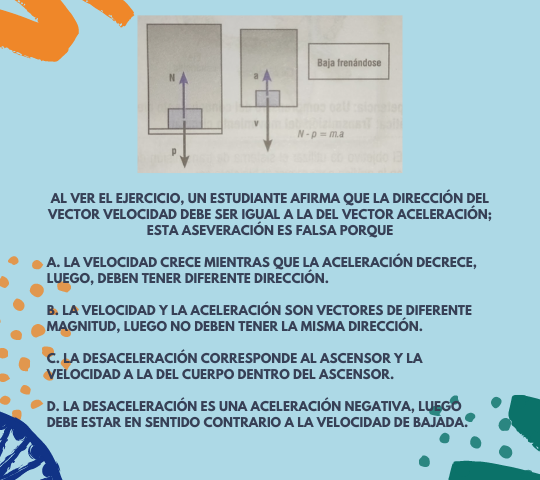 N
p
a
v
Baja frenándose
N - p = m.a
AL VER EL EJERCICIO, UN ESTUDIANTE AFIRMA QUE LA DIRECCIÓN DEL
VECTOR VELOCIDAD DEBE SER IGUAL A LA DEL VECTOR ACELERACIÓN;
ESTA ASEVERACIÓN ES FALSA PORQUE
A. LA VELOCIDAD CRECE MIENTRAS QUE LA ACELERACIÓN DECRECE,
LUEGO, DEBEN TENER DIFERENTE DIRECCIÓN.
B. LA VELOCIDAD Y LA ACELERACIÓN SON VECTORES DE DIFERENTE
MAGNITUD, LUEGO NO DEBEN TENER LA MISMA DIRECCIÓN.
C. LA DESACELERACIÓN CORRESPONDE AL ASCENSOR Y LA
VELOCIDAD A LA DEL CUERPO DENTRO DEL ASCENSOR.
D. LA DESACELERACIÓN ES UNA ACELERACIÓN NEGATIVA, LUEGO
DEBE ESTAR EN SENTIDO CONTRARIO A LA VELOCIDAD DE BAJADA.